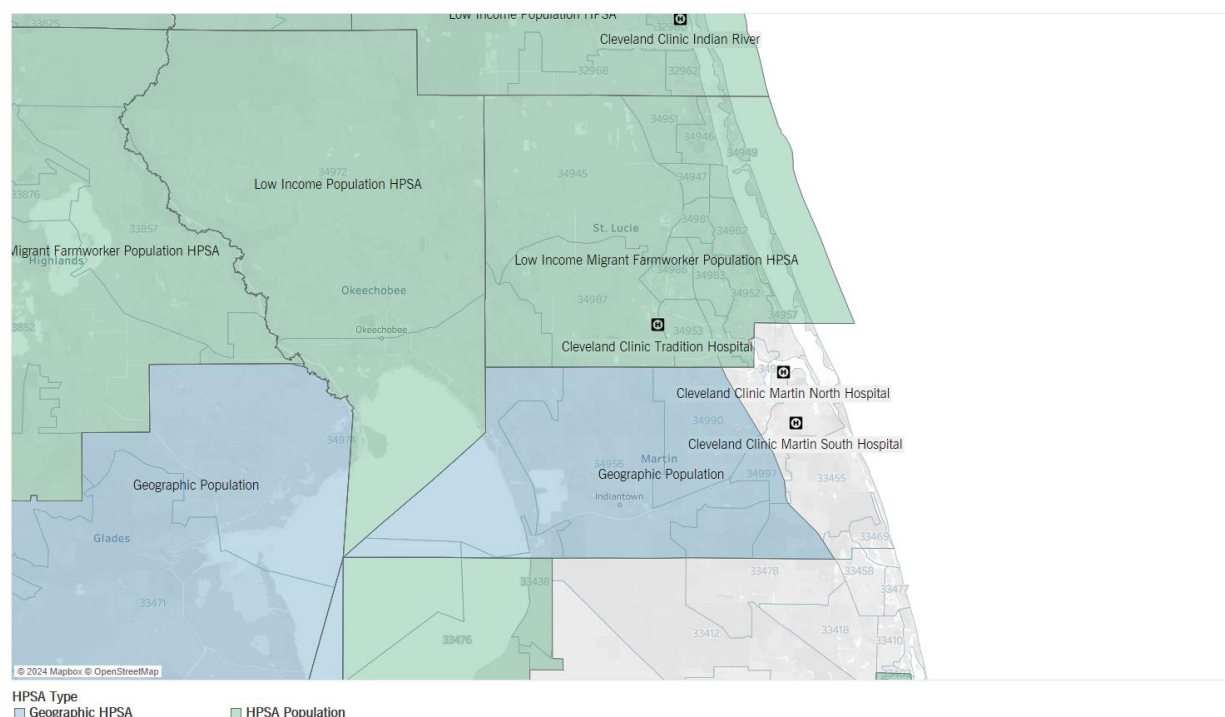 33825
Low Income Population HPSA
Cleveland Clinic Indian River
32968
32962
34951
34946
34949
34972
Low Income Population HPSA
34945
34947
33876
33857
34981
St. Lucie
34982
Migrant Farmworker Population HPSA
Highlands
Low Income Migrant Farmworker Population HPSA
34986
34983
Okeechobee
34987
34952
34957
33852
Okeechobee
34953
Cleveland Clinic Tradition Hospital
Cleveland Clinic Martin North Hospital
34990
34974
Cleveland Clinic Martin South Hospital
Martin
34956
Geographic Population
34997
33455
Geographic Population
Indiantown
Glades
33469
33438
33478
33458
33477
33471
33476
33412
33418
33410
© 2024 Mapbox © OpenStreetMap
HPSA Type
Geographic HPSA
HPSA Population